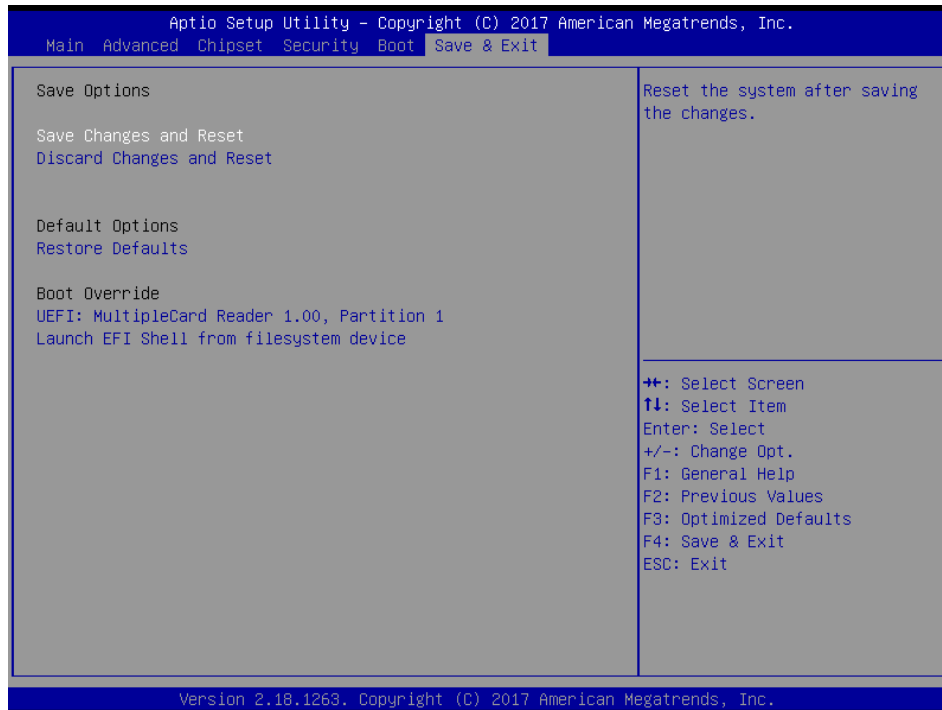 Aptio Setup Utility – Copyright (C) 2017 American Megatrends, Inc.
Main Advanced Chipset Security Boot Save & Exit
Save Options
Save Changes and Reset
Discard Changes and Reset
Default Options
Restore Defaults
Boot Override
UEFI: MultipleCard Reader 1.00, Partition 1
Launch EFI Shell from filesystem device
Reset the system after saving
the changes.
→←: Select Screen
↑↓: Select Item
Enter: Select
+/-: Change Opt.
F1: General Help
F2: Previous Values
F3: Optimized Defaults
F4: Save & Exit
ESC: Exit
Version 2.18.1263. Copyright (C) 2017 American Megatrends, Inc.